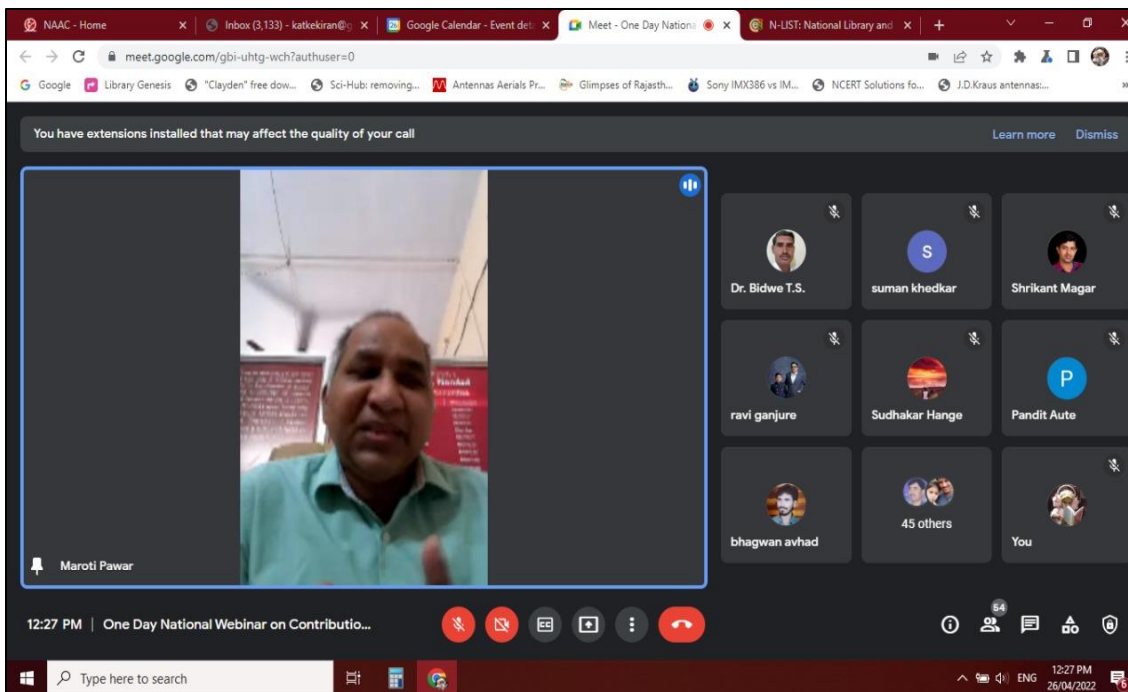 NAAC - Home
Inbox (3,133) - katkekiran@g
Google Calendar - Event deta
Meet - One Day Nationa
N-LIST: National Library and
meet.google.com/gbi-uhtg-wch?authuser=0
Google
Library Genesis
"Clayden" free dow...
Sci-Hub: removing...
Antennas Aerials Pr...
Glimpses of Rajasth...
Sony IMX386 vs IM...
NCERT Solutions fo...
J.D.Kraus antennas:...
You have extensions installed that may affect the quality of your call
Learn more
Dismiss
Dr. Bidwe T.S.
S
suman khedkar
Shrikant Magar
ravi ganjure
Sudhakar Hange
P
Pandit Aute
bhagwan avhad
45 others
You
Nanded
Maroti Pawar
12:27 PM | One Day National Webinar on Contributio...
54
Type here to search
ENG
12:27 PM
26/04/2022
6